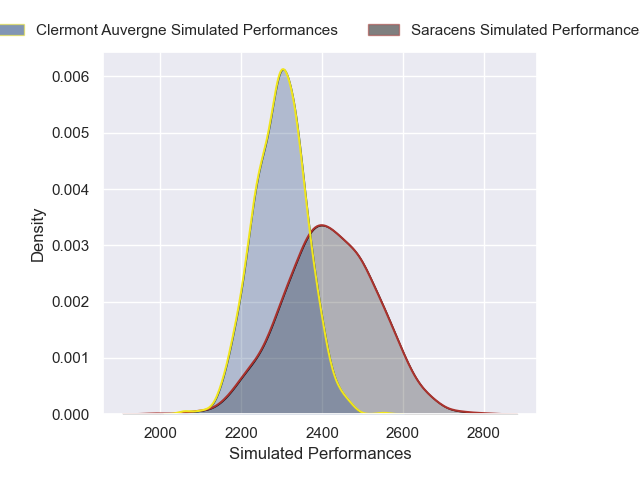 Clermont Auvergne Simulated Performances
Saracens Simulated Performance
0.006
0.005
0.004
0.003
0.002
0.001
0.000
Density
2000 2200 2400 2600 2800
Simulated Performances